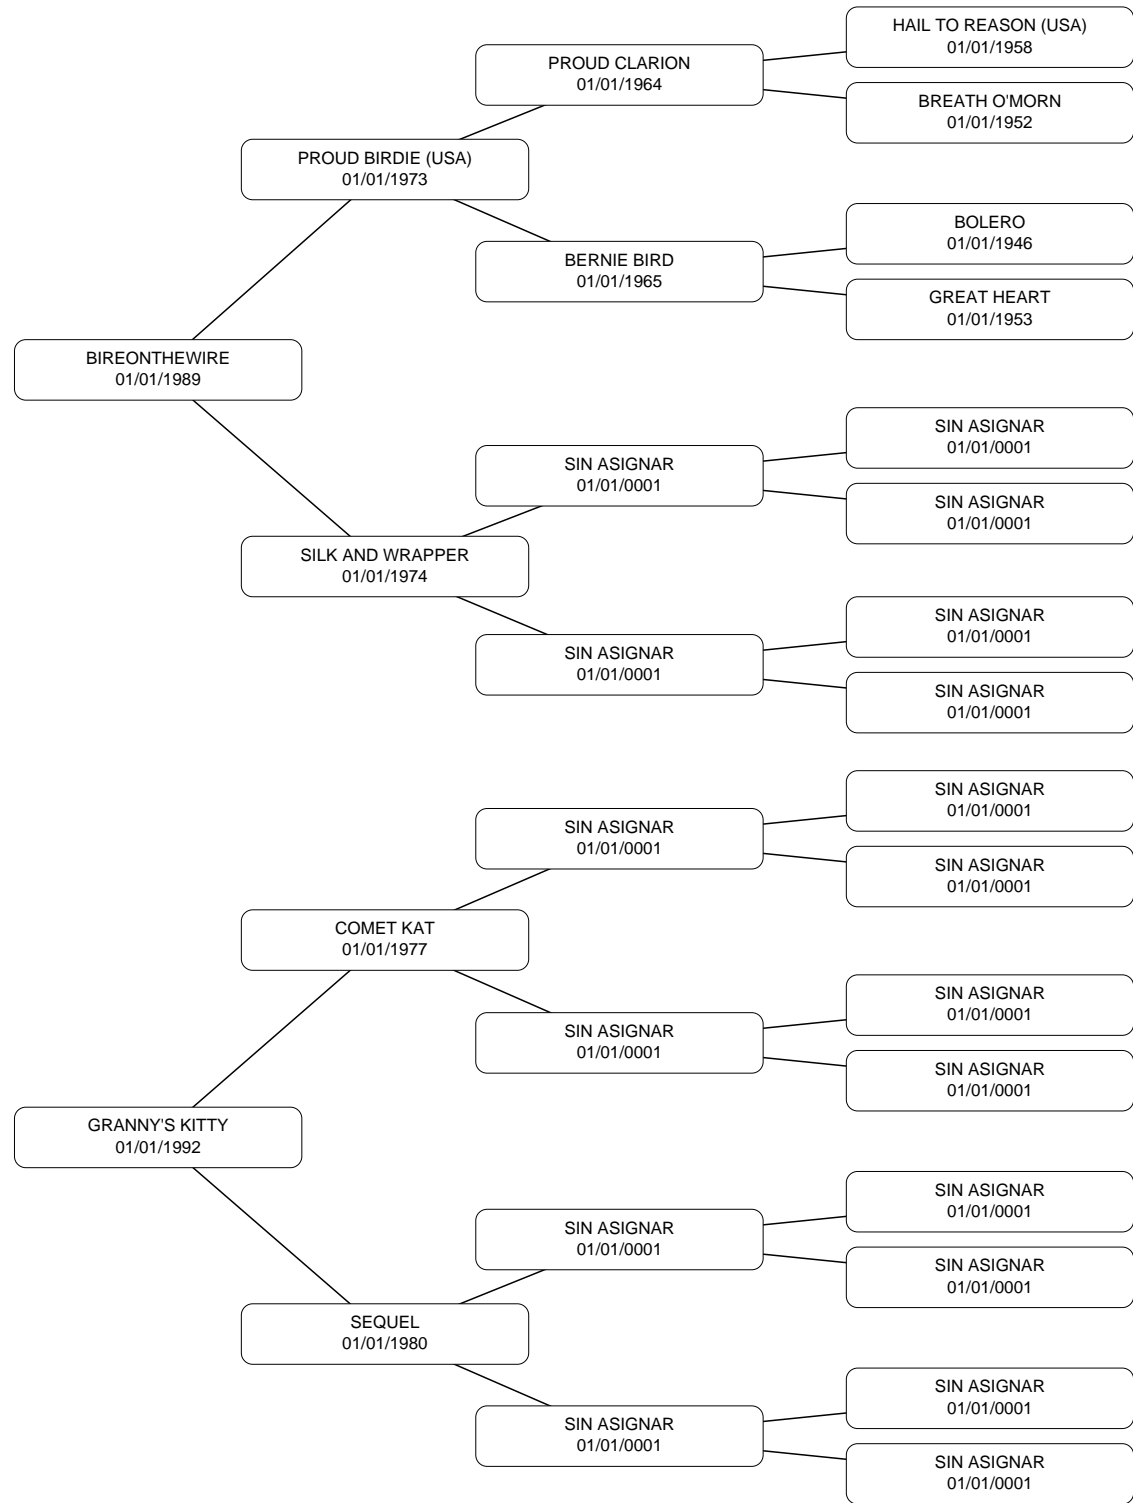 HAIL TO REASON (USA)
01/01/1958
PROUD CLARION
01/01/1964
BREATH O'MORN
01/01/1952
PROUD BIRDIE (USA)
01/01/1973
BOLERO
01/01/1946
BERNIE BIRD
01/01/1965
GREAT HEART
01/01/1953
BIREONTHEWIRE
01/01/1989
SIN ASIGNAR
01/01/0001
SIN ASIGNAR
01/01/0001
SIN ASIGNAR
01/01/0001
SILK AND WRAPPER
01/01/1974
SIN ASIGNAR
01/01/0001
SIN ASIGNAR
01/01/0001
SIN ASIGNAR
01/01/0001
SIN ASIGNAR
01/01/0001
SIN ASIGNAR
01/01/0001
SIN ASIGNAR
01/01/0001
COMET KAT
01/01/1977
SIN ASIGNAR
01/01/0001
SIN ASIGNAR
01/01/0001
SIN ASIGNAR
01/01/0001
GRANNY'S KITTY
01/01/1992
SIN ASIGNAR
01/01/0001
SIN ASIGNAR
01/01/0001
SIN ASIGNAR
01/01/0001
SEQUEL
01/01/1980
SIN ASIGNAR
01/01/0001
SIN ASIGNAR
01/01/0001
SIN ASIGNAR
01/01/0001